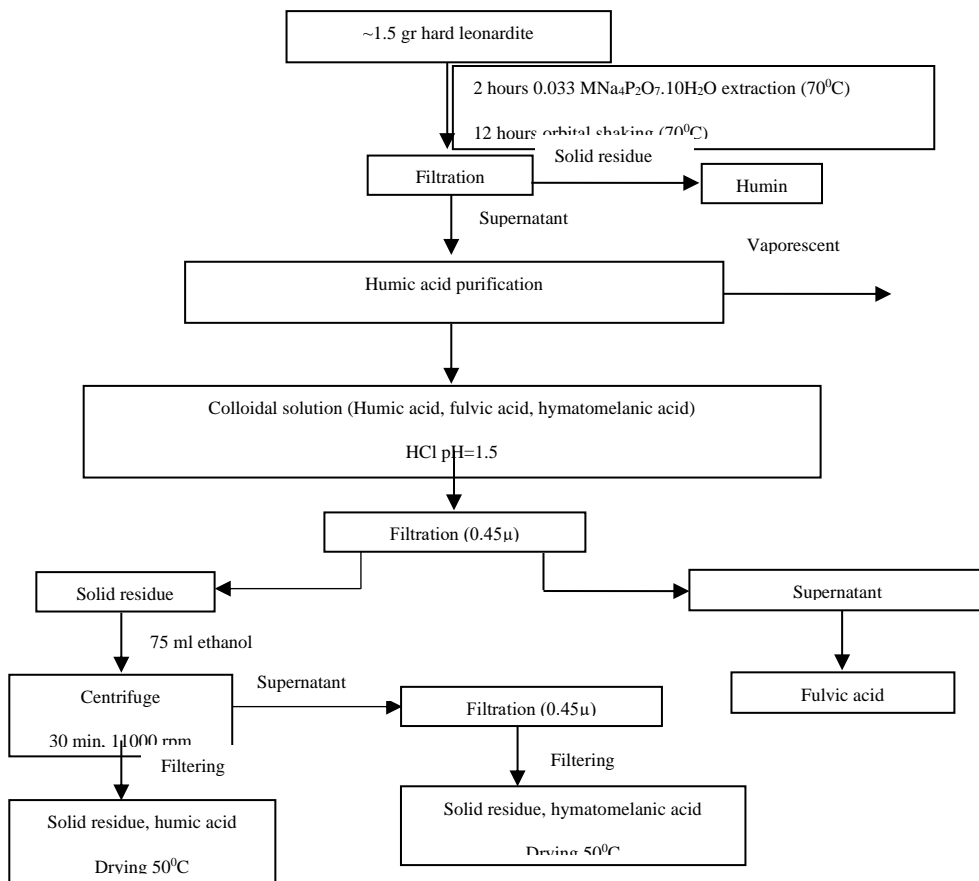 ~1.5 gr hard leonardite
2 hours 0.033 MNa₄P₂O₇.10H₂O extraction (70⁰C)
12 hours orbital shaking (70⁰C)
Solid residue
Filtration
Humin
Supernatant
Vaporescent
Humic acid purification
Colloidal solution (Humic acid, fulvic acid, hymatomelanic acid)
HCl pH=1.5
Filtration (0.45µ)
Solid residue
Supernatant
75 ml ethanol
Centrifuge
30 min, 11000 rpm
Supernatant
Filtration (0.45µ)
Fulvic acid
Filtering
Filtering
Solid residue, humic acid
Drying 50⁰C
Solid residue, hymatomelanic acid
Drying 50⁰C